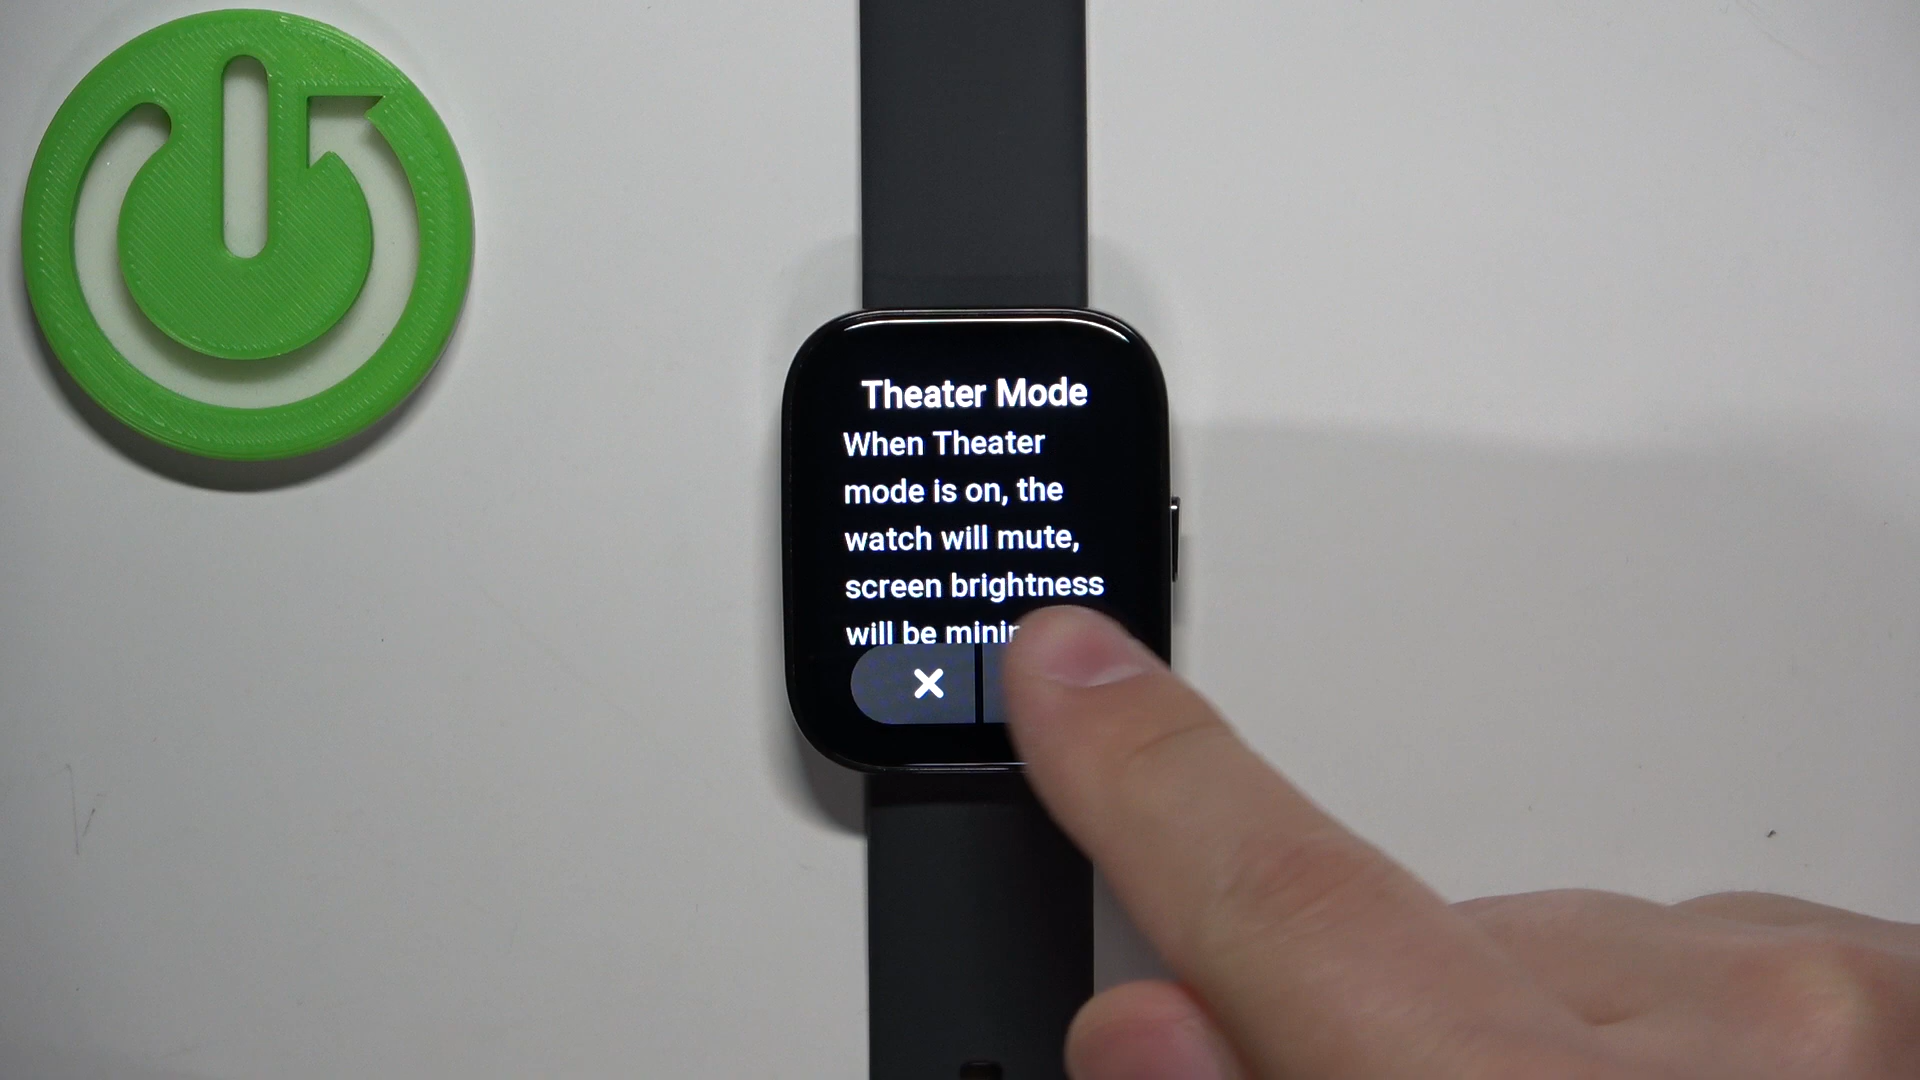 Theater Mode
When Theater
mode is on, the
watch will mute,
screen brightness
will be